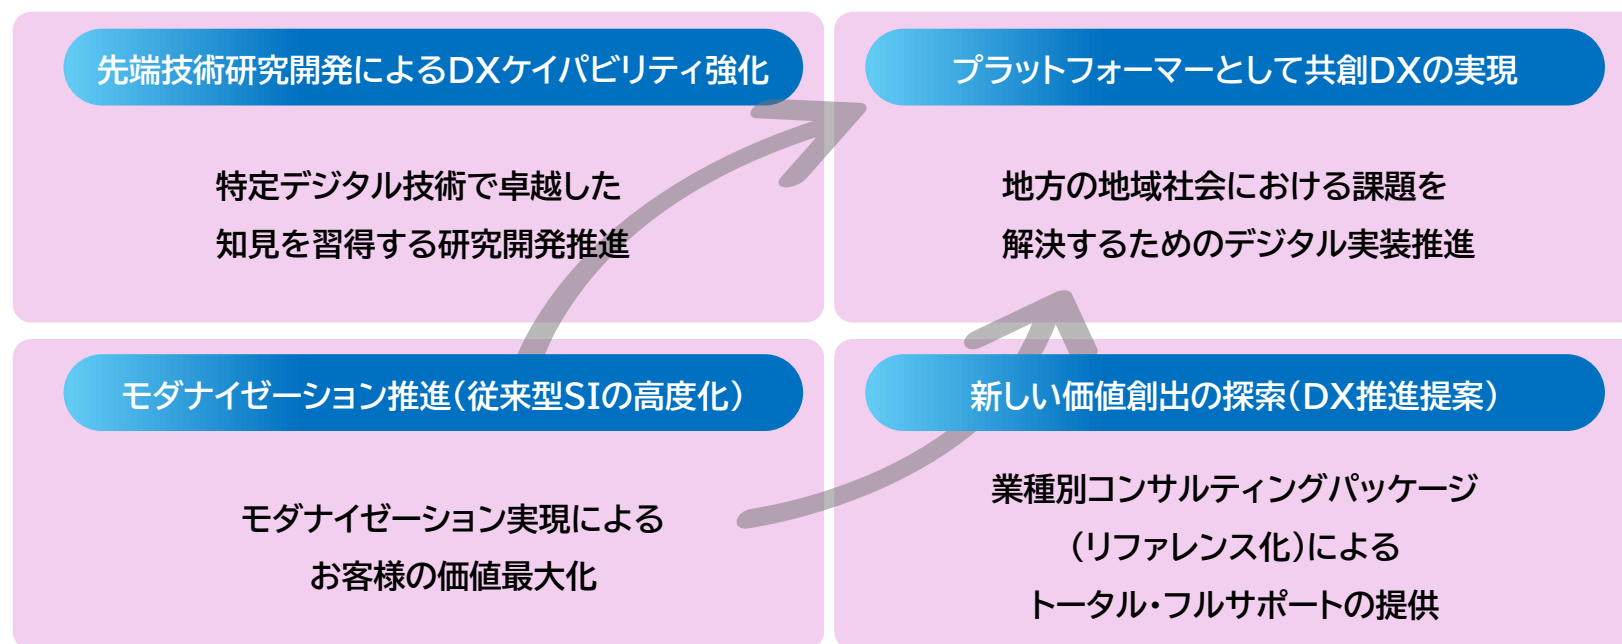 先端技術研究開発によるDXケイパビリティ強化
特定デジタル技術で卓越した
知見を習得する研究開発推進
プラットフォーマーとして共創DXの実現
地方の地域社会における課題を
解決するためのデジタル実装推進
モダナイゼーション推進(従来型SIの高度化)
モダナイゼーション実現による
お客様の価値最大化
新しい価値創出の探索(DX推進提案)
業種別コンサルティングパッケージ
(リファレンス化)による
トータル・フルサポートの提供